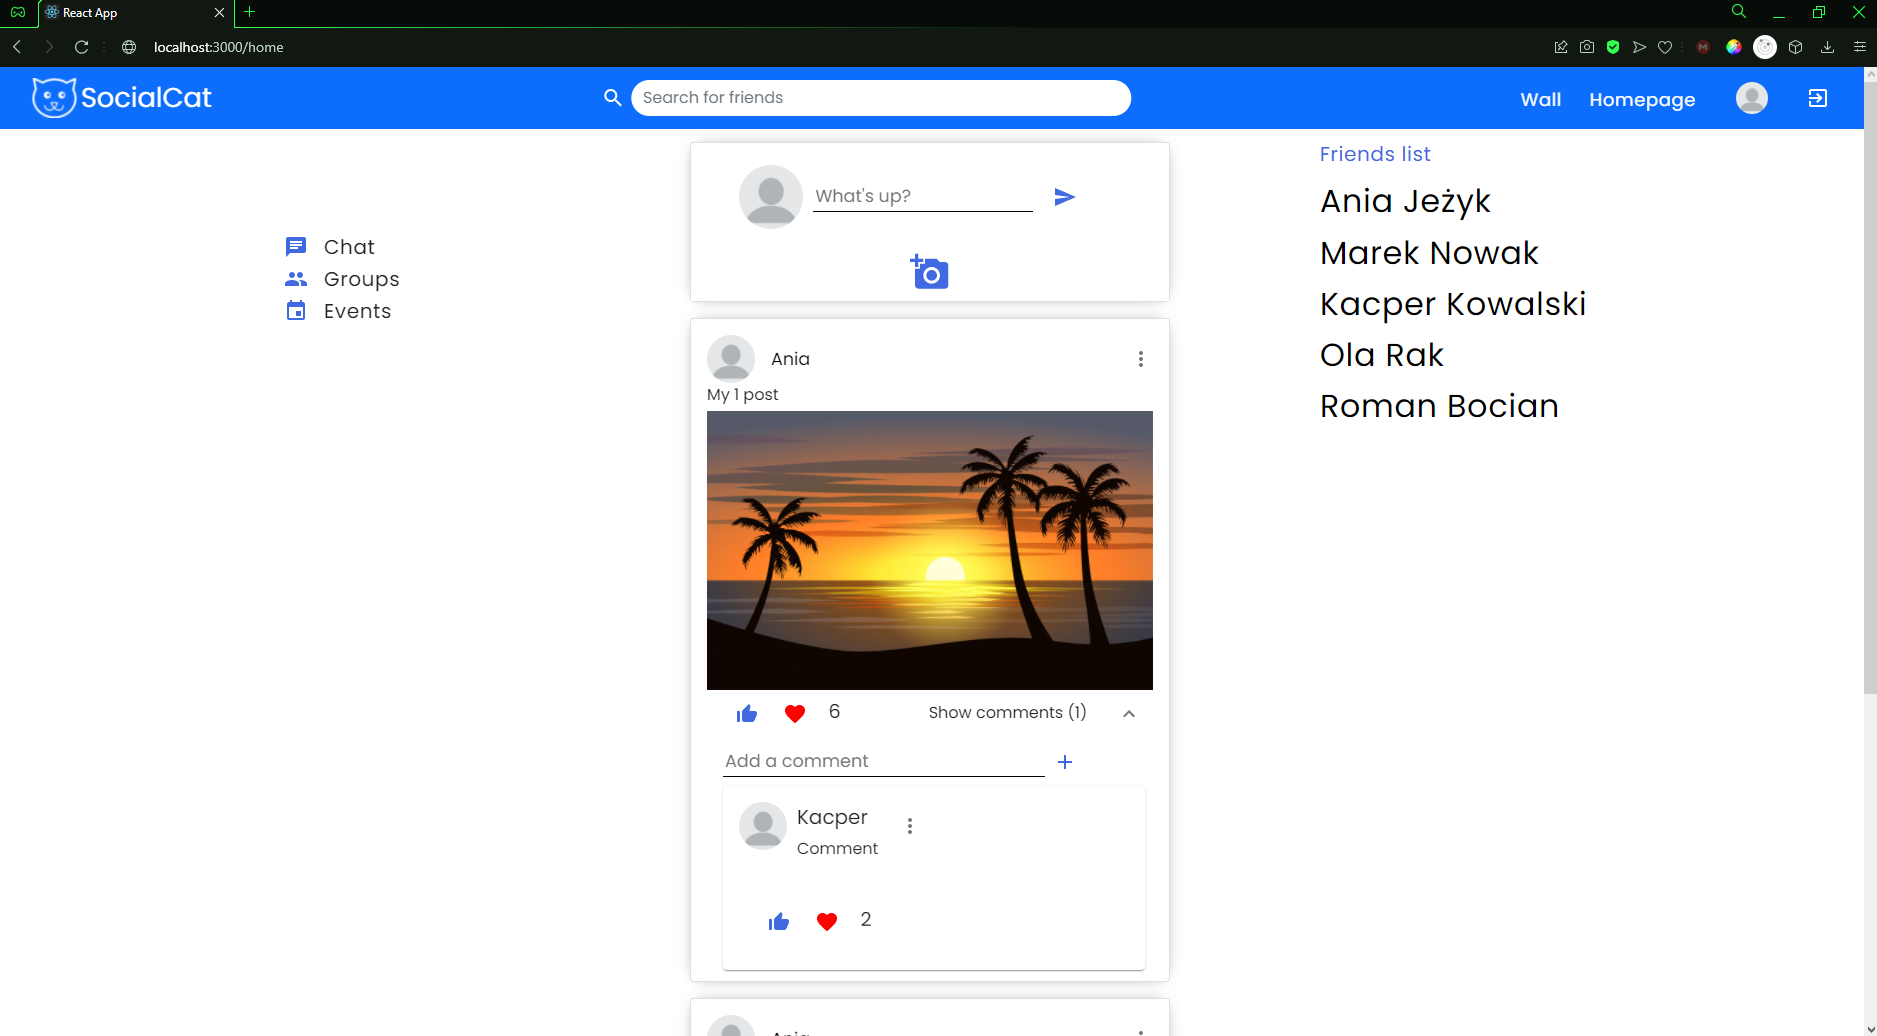 React App
localhost:3000/home
SocialCat
Search for friends
Wall
Homepage
Chat
Groups
Events
What's up?
Ania
My 1 post
6
Show comments (1)
Add a comment
Kacper
Comment
2
Ania
Friends list
Ania Jeżyk
Marek Nowak
Kacper Kowalski
Ola Rak
Roman Bocian